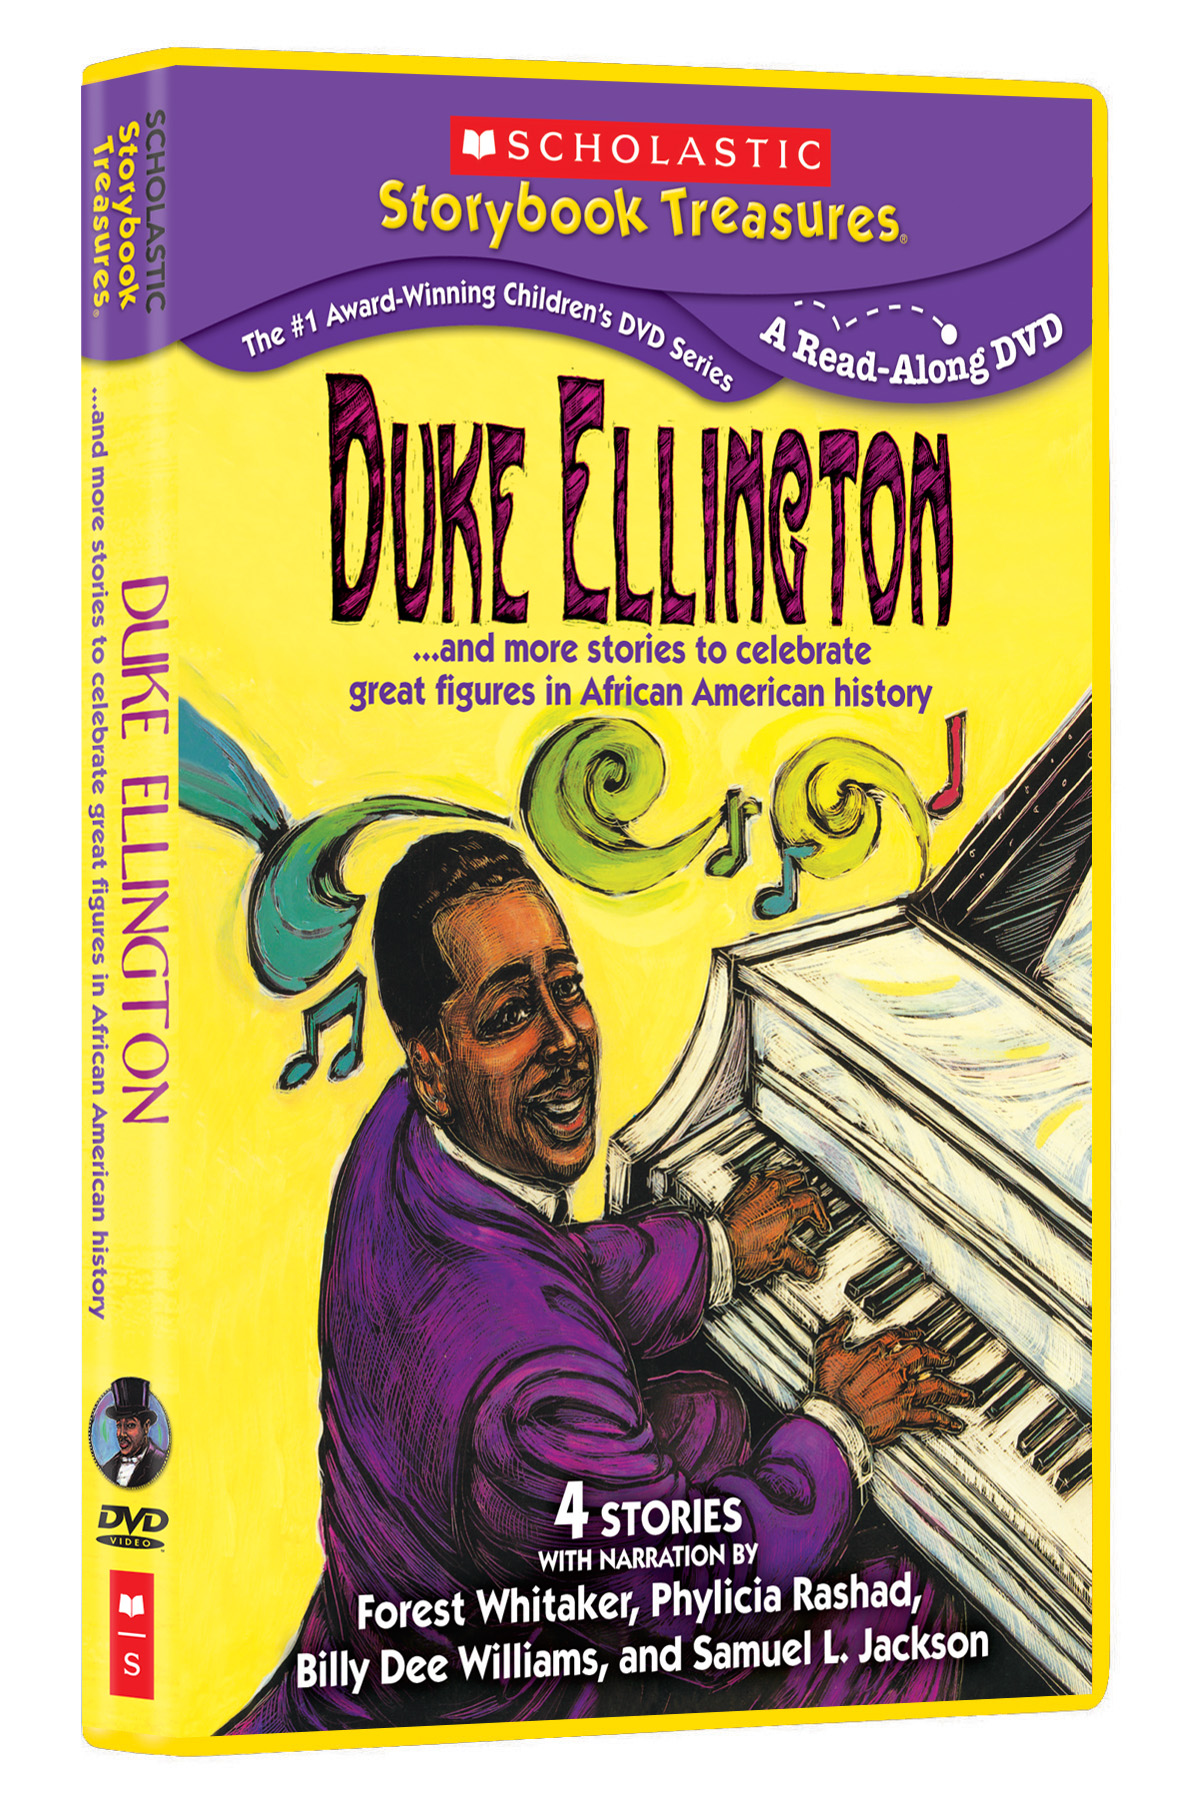 SCHOLASTIC
Storybook Treasures®
The #1 Award-Winning Children's DVD Series
A Read-Along DVD
DUKE ELLINGTON
...and more stories to celebrate
great figures in African American history
4 STORIES
WITH NARRATION BY
Forest Whitaker, Phylicia Rashad,
Billy Dee Williams, and Samuel L. Jackson
SCHOLASTIC
Storybook
Treasures®
DUKE ELLINGTON
...and more stories to celebrate great figures in African American history
DVD
VIDEO™
S